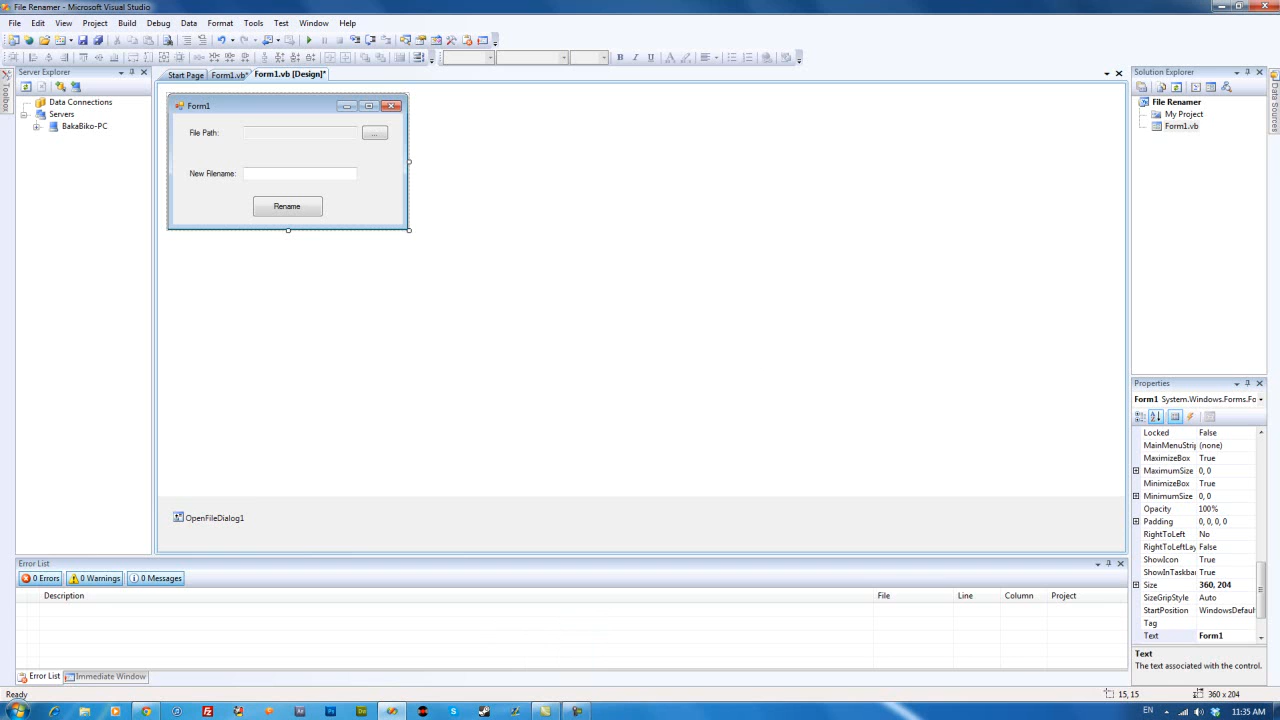 File Renamer - Microsoft Visual Studio
File Edit View Project Build Debug Data Format Tools Test Window Help
Server Explorer
Data Connections
Servers
BakaBiko-PC
Toolbox
Start Page Form1.vb* Form1.vb [Design]*
Form1
File Path:
...
New Filename:
Rename
OpenFileDialog1
Solution Explorer
File Renamer
My Project
Form1.vb
Data Sources
Properties
Form1 System.Windows.Forms.Fo
Locked False
MainMenuStrip (none)
MaximizeBox True
MaximumSize 0, 0
MinimizeBox True
MinimumSize 0, 0
Opacity 100%
Padding 0, 0, 0, 0
RightToLeft No
RightToLeftLay False
ShowIcon True
ShowInTaskba True
Size 360, 204
SizeGripStyle Auto
StartPosition WindowsDefaul
Tag
Text Form1
Text
The text associated with the control.
Error List
0 Errors 0 Warnings 0 Messages
Description File Line Column Project
Error List Immediate Window
Ready 15, 15 360 x 204
EN 11:35 AM